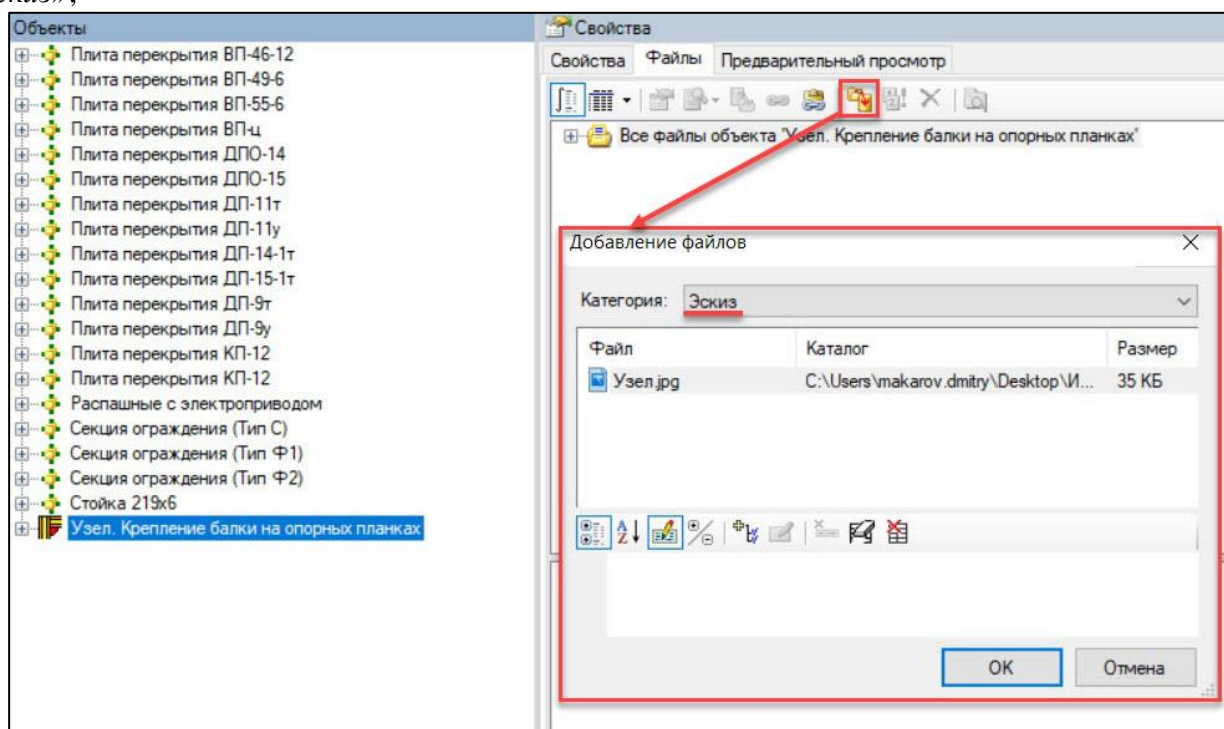 Объекты
Плита перекрытия ВП-46-12
Плита перекрытия ВП-49-6
Плита перекрытия ВП-55-6
Плита перекрытия ВП-ц
Плита перекрытия ДПО-14
Плита перекрытия ДПО-15
Плита перекрытия ДП-11т
Плита перекрытия ДП-11у
Плита перекрытия ДП-14-1т
Плита перекрытия ДП-15-1т
Плита перекрытия ДП-9т
Плита перекрытия ДП-9у
Плита перекрытия КП-12
Плита перекрытия КП-12
Распашные с электроприводом
Секция ограждения (Тип С)
Секция ограждения (Тип Ф1)
Секция ограждения (Тип Ф2)
Стойка 219х6
Узел. Крепление балки на опорных планках
Свойства
Свойства Файлы Предварительный просмотр
Все файлы объекта 'Узел. Крепление балки на опорных планках'
Добавление файлов
Категория: Эскиз
Файл Каталог Размер
Узел.jpg C:\Users\makarov.dmitry\Desktop\И... 35 КБ
ОК Отмена